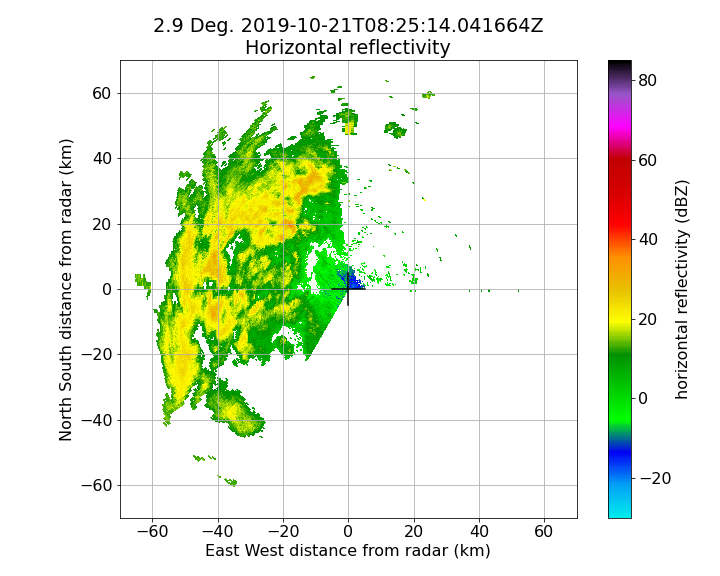 2.9 Deg. 2019-10-21T08:25:14.041664Z
Horizontal reflectivity
North South distance from radar (km)
60
40
20
0
−20
−40
−60
−60 −40 −20 0 20 40 60
East West distance from radar (km)
80
60
40
20
0
−20
horizontal reflectivity (dBZ)